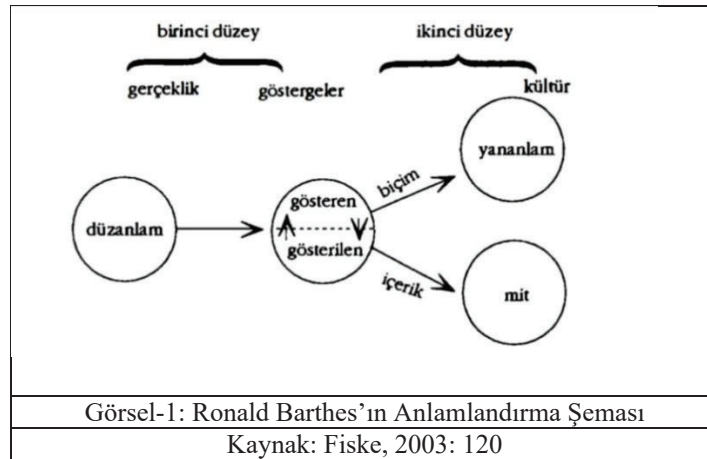 birinci düzey ikinci düzey
gerçeklik göstergeler kültür
yananlam
biçim
gösteren
düzanlam
gösterilen
içerik
mit
Görsel-1: Ronald Barthes’ın Anlamlandırma Şeması
Kaynak: Fiske, 2003: 120